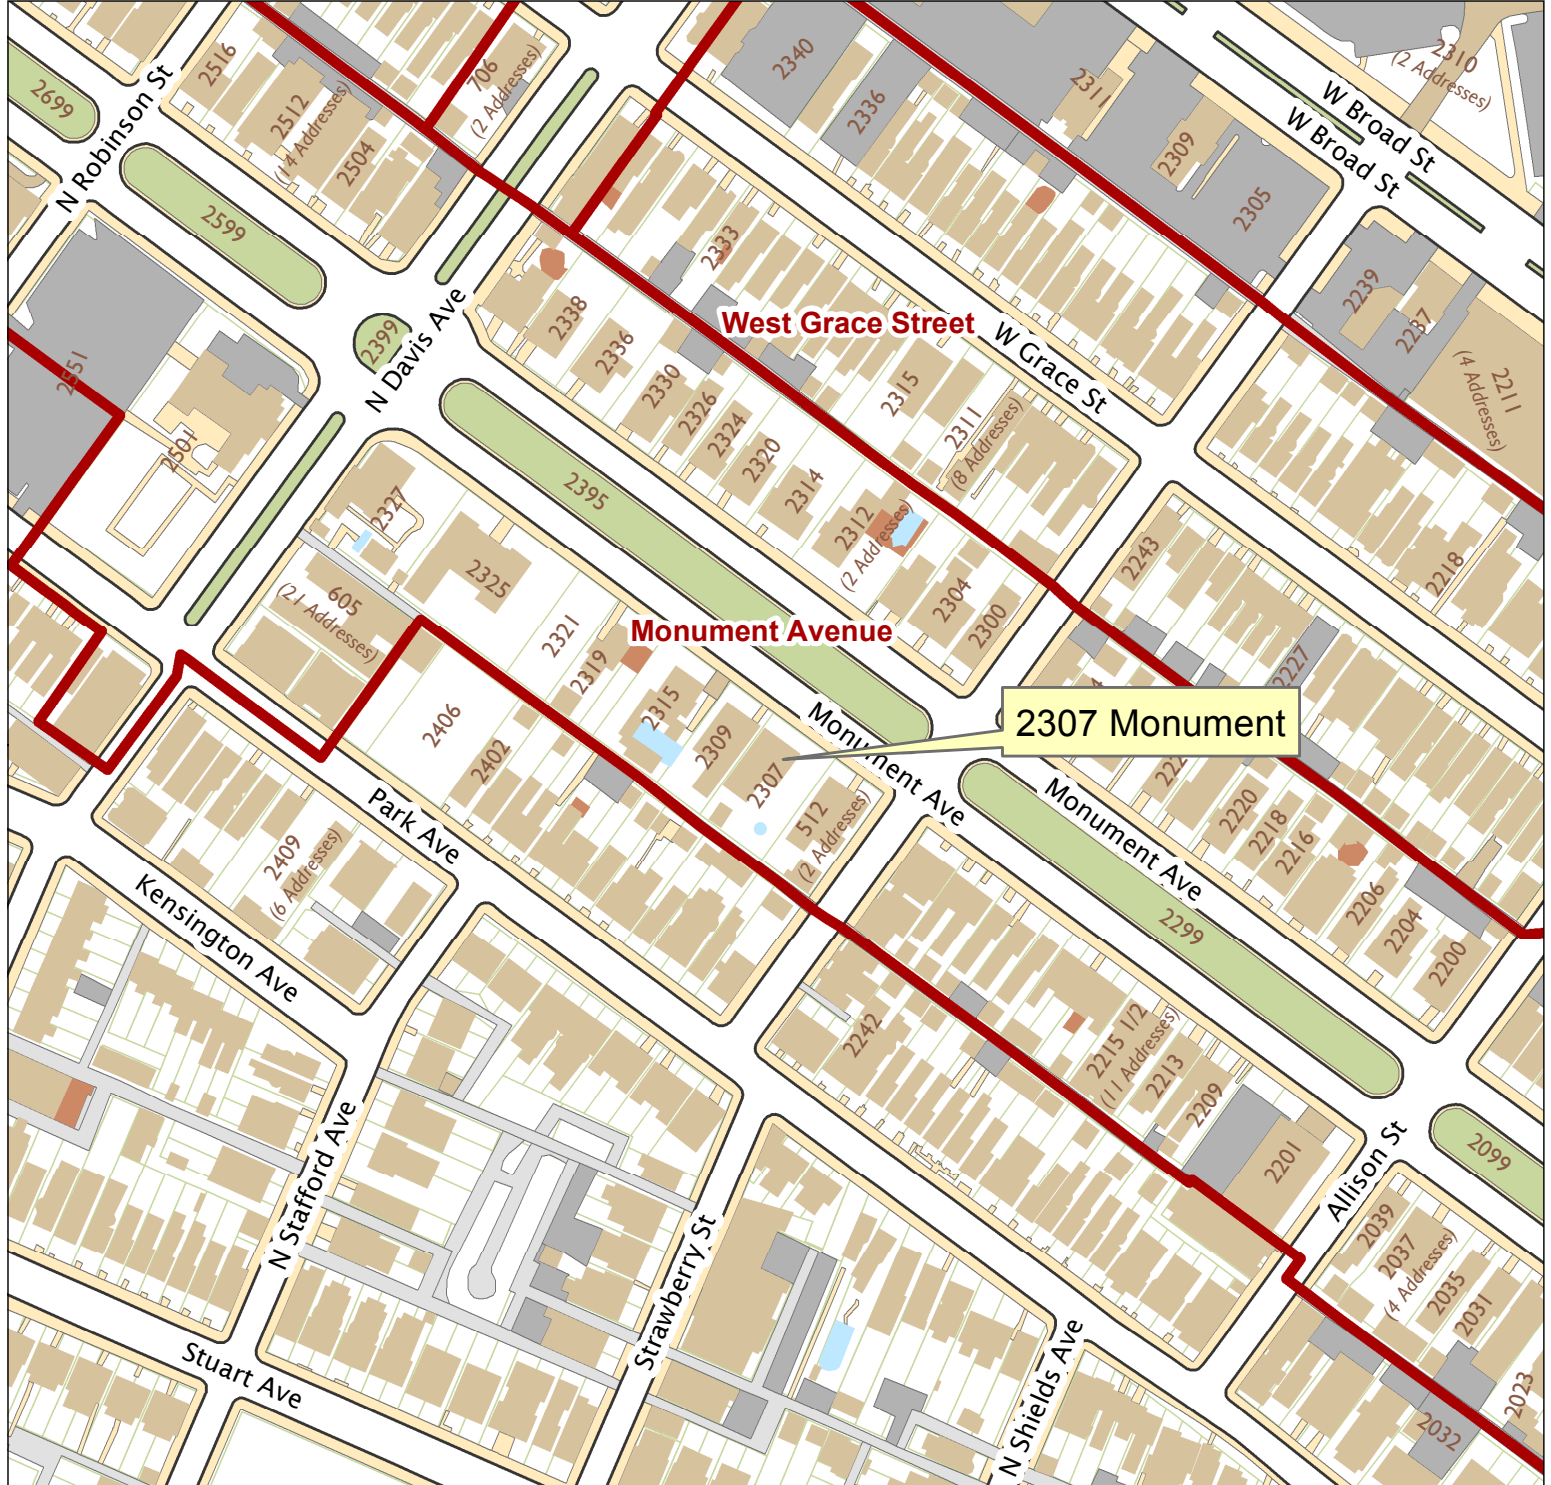 2516
2512
(14 Addresses)
2504
706
(2 Addresses)
2340
2336
2311
2310
(2 Addresses)
W Broad St
W Broad St
2309
2305
2699
N Robinson St
2599
2399
N Davis Ave
2333
2338
2336
2330
2326
2324
2320
2314
2312
(2 Addresses)
2304
2300
West Grace Street
W Grace St
2315
2311
(8 Addresses)
2239
2237
2211
(4 Addresses)
2218
2243
2227
2551
2501
2395
2327
2325
605
(21 Addresses)
2321
2319
Monument Avenue
2315
2309
2307
512
(2 Addresses)
2307 Monument
Monument Ave
Monument Ave
2406
2402
Park Ave
2409
(6 Addresses)
Kensington Ave
2220
2218
2216
2206
2204
2200
2299
2242
2215 1/2
(11 Addresses)
2213
2209
2201
Allison St
2099
2039
2037
(4 Addresses)
2035
2031
2023
2032
N Stafford Ave
Strawberry St
N Shields Ave
Stuart Ave